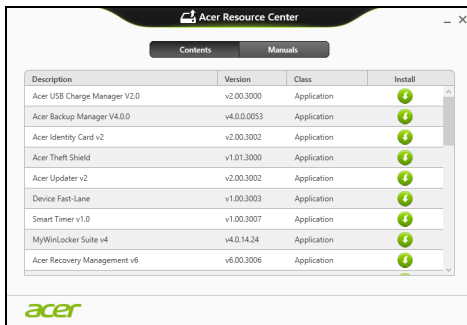 Acer Resource Center
Contents Manuals
Description Version Class Install
Acer USB Charge Manager V2.0 v2.00.3000 Application
Acer Backup Manager V4.0.0 v4.0.0.0053 Application
Acer Identity Card v2 v2.00.3002 Application
Acer Theft Shield v1.01.3000 Application
Acer Updater v2 v2.00.3002 Application
Device Fast-Lane v1.00.3003 Application
Smart Timer v1.0 v1.00.3007 Application
MyWinLocker Suite v4 v4.0.14.24 Application
Acer Recovery Management v6 v6.00.3006 Application
acer